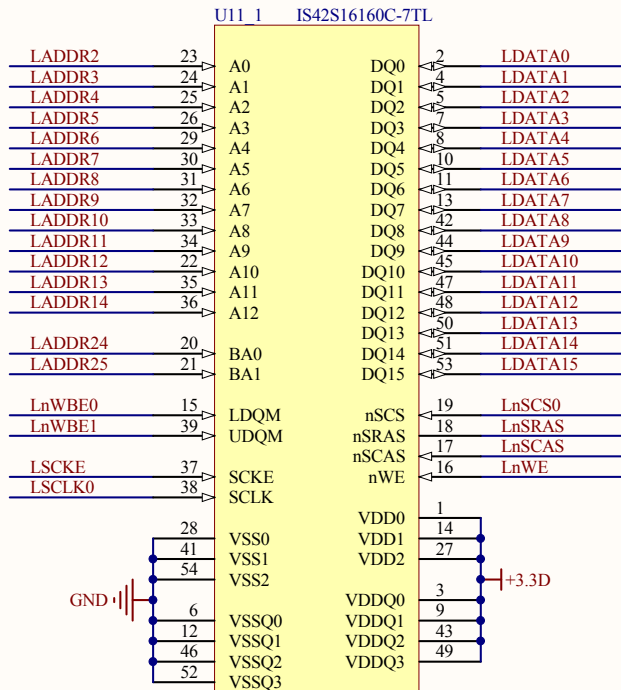 U11_1 IS42S16160C-7TL
LADDR2 23 A0 DQ0 2 LDATA0
LADDR3 24 A1 DQ1 4 LDATA1
LADDR4 25 A2 DQ2 5 LDATA2
LADDR5 26 A3 DQ3 7 LDATA3
LADDR6 29 A4 DQ4 8 LDATA4
LADDR7 30 A5 DQ5 10 LDATA5
LADDR8 31 A6 DQ6 11 LDATA6
LADDR9 32 A7 DQ7 13 LDATA7
LADDR10 33 A8 DQ8 42 LDATA8
LADDR11 34 A9 DQ9 44 LDATA9
LADDR12 22 A10 DQ10 45 LDATA10
LADDR13 35 A11 DQ11 47 LDATA11
LADDR14 36 A12 DQ12 48 LDATA12
DQ13 50 LDATA13
LADDR24 20 BA0 DQ14 51 LDATA14
LADDR25 21 BA1 DQ15 53 LDATA15
LnWBE0 15 LDQM nSCS 19 LnSCS0
LnWBE1 39 UDQM nSRAS 18 LnSRAS
nSCAS 17 LnSCAS
LSCKE 37 SCKE nWE 16 LnWE
LSCLK0 38 SCLK
VDD0 1
28 VSS0 VDD1 14
41 VSS1 VDD2 27
54 VSS2 +3.3D
GND VDDQ0 3
6 VSSQ0 VDDQ1 9
12 VSSQ1 VDDQ2 43
46 VSSQ2 VDDQ3 49
52 VSSQ3